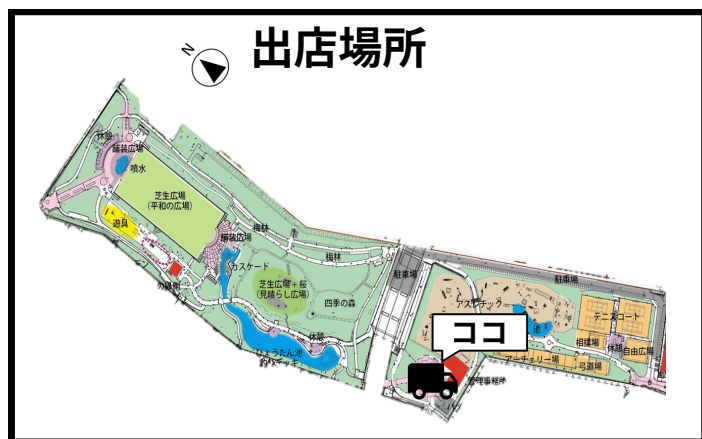 出店場所
N
休憩
舗装広場
噴水
芝生広場
(平和の広場)
遊具
梅林
舗装広場
梅林
カスケード
芝生広場+桜
(見晴らし広場)
四季の森
休憩
ひょうたん池
釣りデッキ
駐車場
駐車場
アスレチック
テニスコート
池
ココ
相撲場
休憩
自由広場
アーチェリー場
弓道場
管理事務所